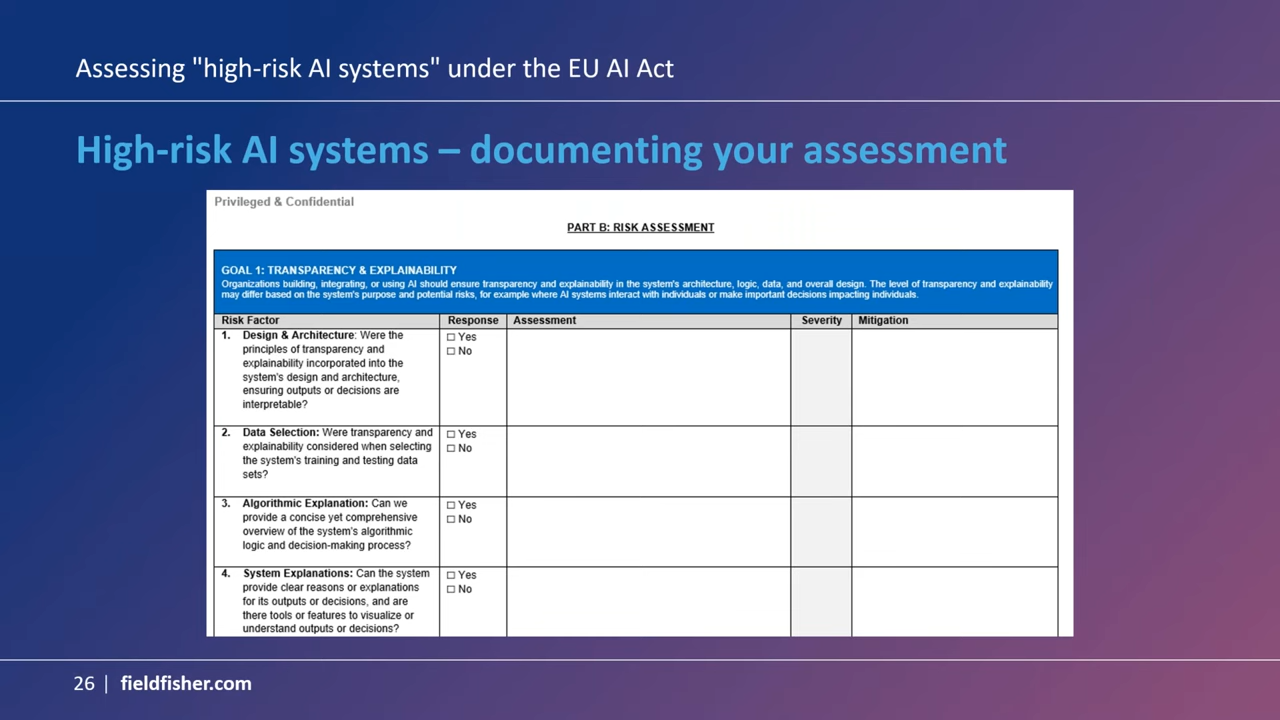 Assessing "high-risk AI systems" under the EU AI Act
High-risk AI systems – documenting your assessment
Privileged & Confidential
PART B: RISK ASSESSMENT
GOAL 1: TRANSPARENCY & EXPLAINABILITY
Organizations building, integrating, or using AI should ensure transparency and explainability in the system's architecture, logic, data, and overall design. The level of transparency and explainability
may differ based on the system's purpose and potential risks, for example where AI systems interact with individuals or make important decisions impacting individuals.
Risk Factor Response Assessment Severity Mitigation
1. Design & Architecture: Were the
principles of transparency and
explainability incorporated into the
system's design and architecture,
ensuring outputs or decisions are
interpretable?
☐ Yes
☐ No
2. Data Selection: Were transparency and
explainability considered when selecting
the system's training and testing data
sets?
☐ Yes
☐ No
3. Algorithmic Explanation: Can we
provide a concise yet comprehensive
overview of the system's algorithmic
logic and decision-making process?
☐ Yes
☐ No
4. System Explanations: Can the system
provide clear reasons or explanations
for its outputs or decisions, and are
there tools or features to visualize or
understand outputs or decisions?
☐ Yes
☐ No
26 | fieldfisher.com